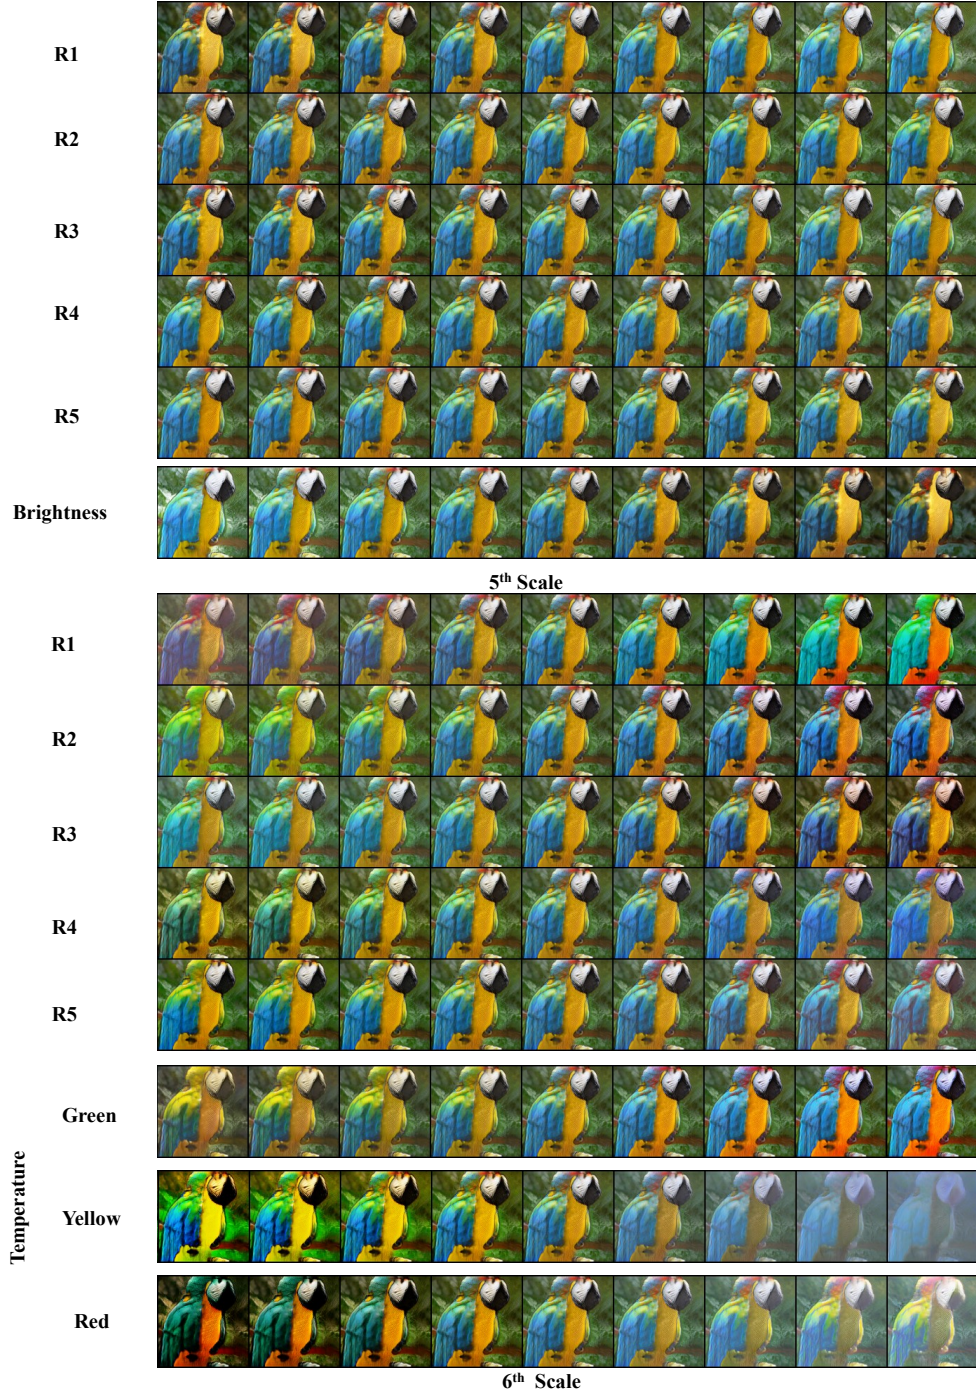 R1
R2
R3
R4
R5
Brightness
5th Scale
R1
R2
R3
R4
R5
Green
Temperature
Yellow
Red
6th Scale